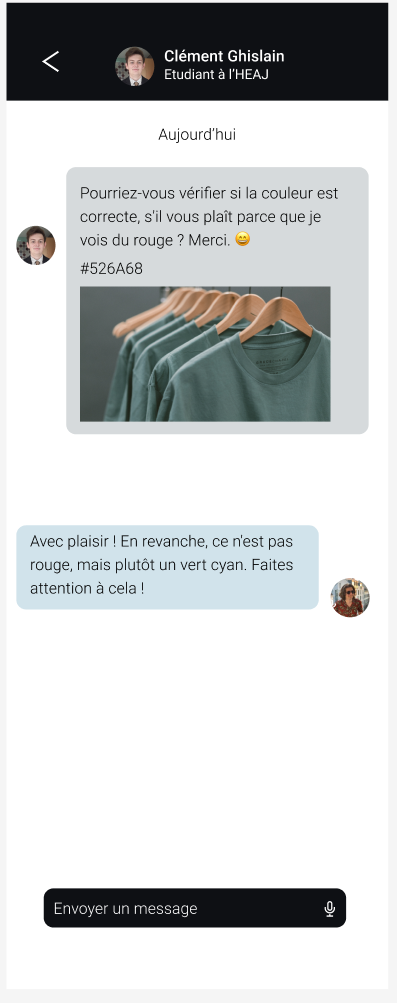 Clément Ghislain
Etudiant à l'HEAJ
Aujourd'hui
Pourriez-vous vérifier si la couleur est
correcte, s'il vous plaît parce que je
vois du rouge ? Merci. 😄
#526A68
Avec plaisir ! En revanche, ce n'est pas
rouge, mais plutôt un vert cyan. Faites
attention à cela !
Envoyer un message